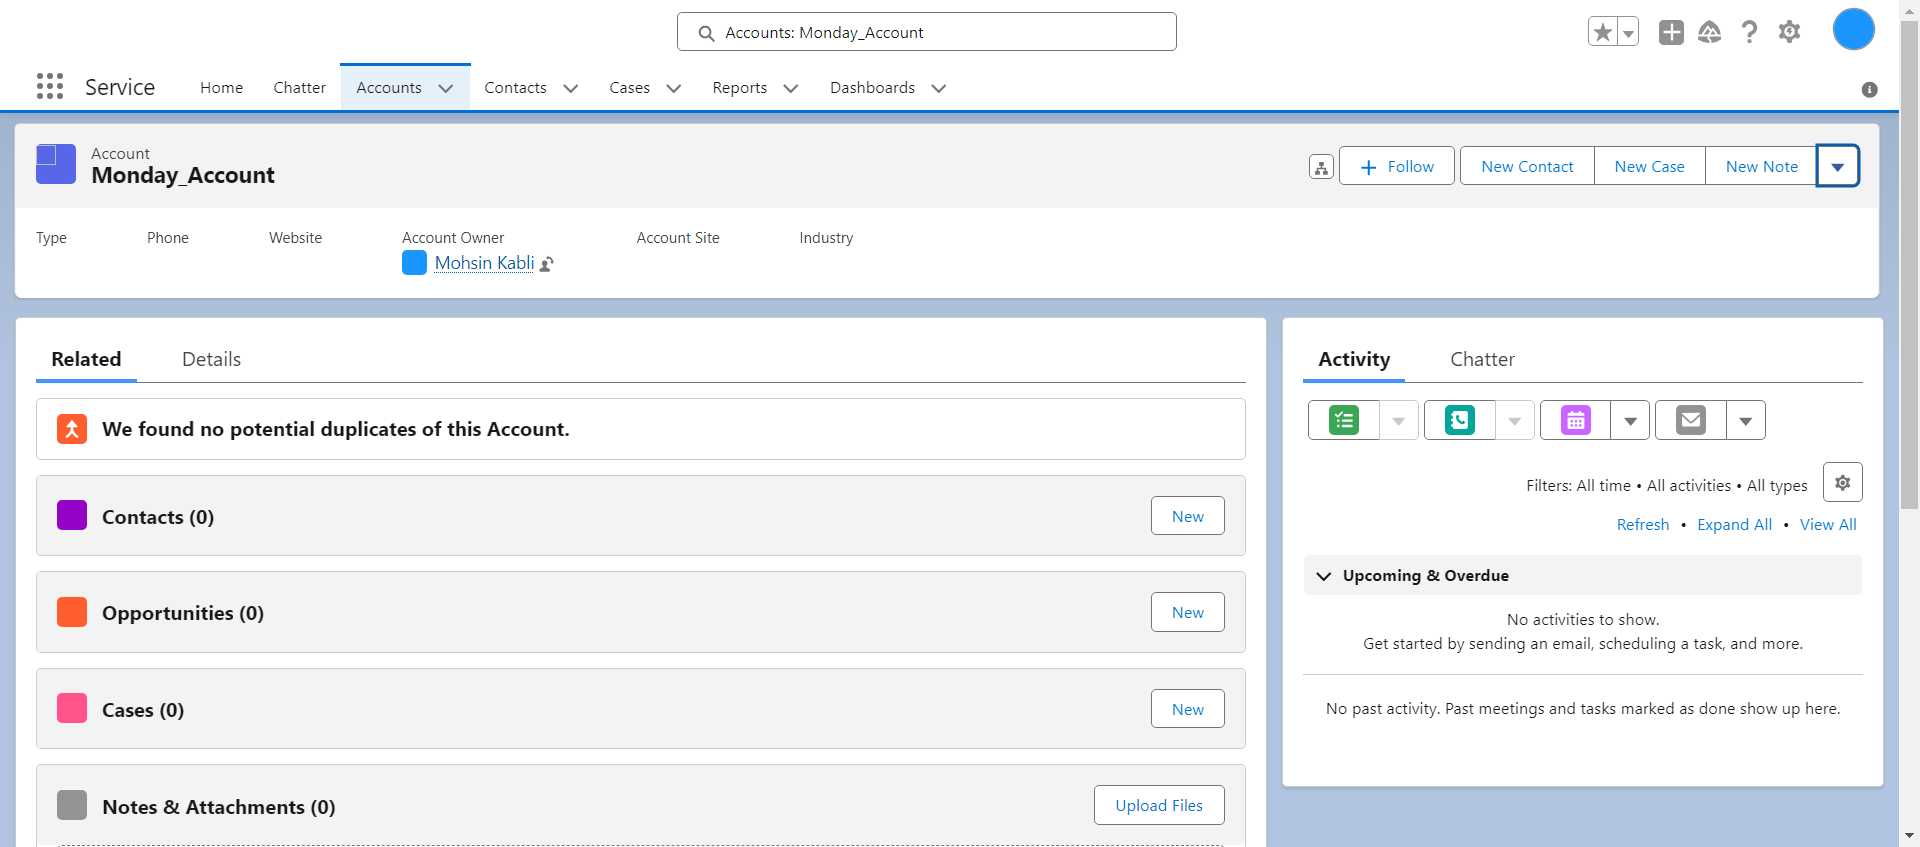 Accounts: Monday_Account
Service
Home
Chatter
Accounts
Contacts
Cases
Reports
Dashboards
Account
Monday_Account
Follow
New Contact
New Case
New Note
Type
Phone
Website
Account Owner
Account Site
Industry
Mohsin Kabli
Related
Details
We found no potential duplicates of this Account.
Contacts (0)
New
Opportunities (0)
New
Cases (0)
New
Notes & Attachments (0)
Upload Files
Activity
Chatter
Filters: All time • All activities • All types
Refresh • Expand All • View All
Upcoming & Overdue
No activities to show.
Get started by sending an email, scheduling a task, and more.
No past activity. Past meetings and tasks marked as done show up here.